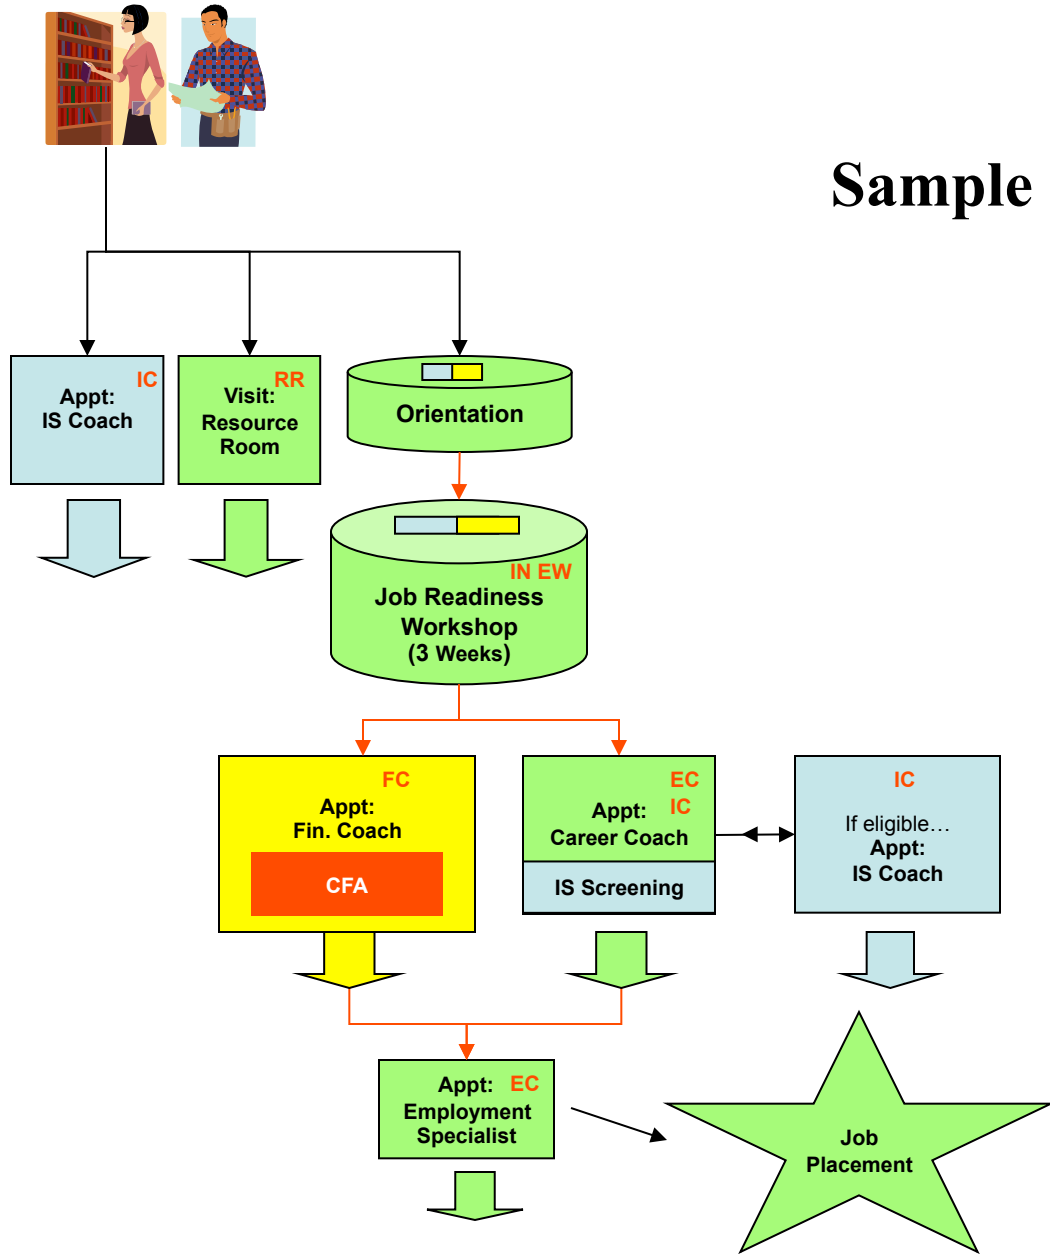 Sample
IC
Appt:
IS Coach
RR
Visit:
Resource
Room
Orientation
IN EW
Job Readiness
Workshop
(3 Weeks)
FC
Appt:
Fin. Coach
CFA
EC
IC
Appt:
Career Coach
IS Screening
IC
If eligible…
Appt:
IS Coach
Appt: EC
Employment
Specialist
Job
Placement